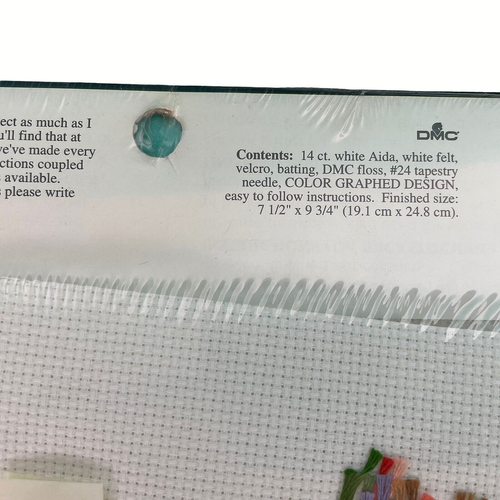 ect as much as I
u'll find that at
ve've made every
ctions coupled
s available.
s please write
DMC
Contents: 14 ct. white Aida, white felt,
velcro, batting, DMC floss, #24 tapestry
needle, COLOR GRAPHED DESIGN,
easy to follow instructions. Finished size:
7 1/2" x 9 3/4" (19.1 cm x 24.8 cm).